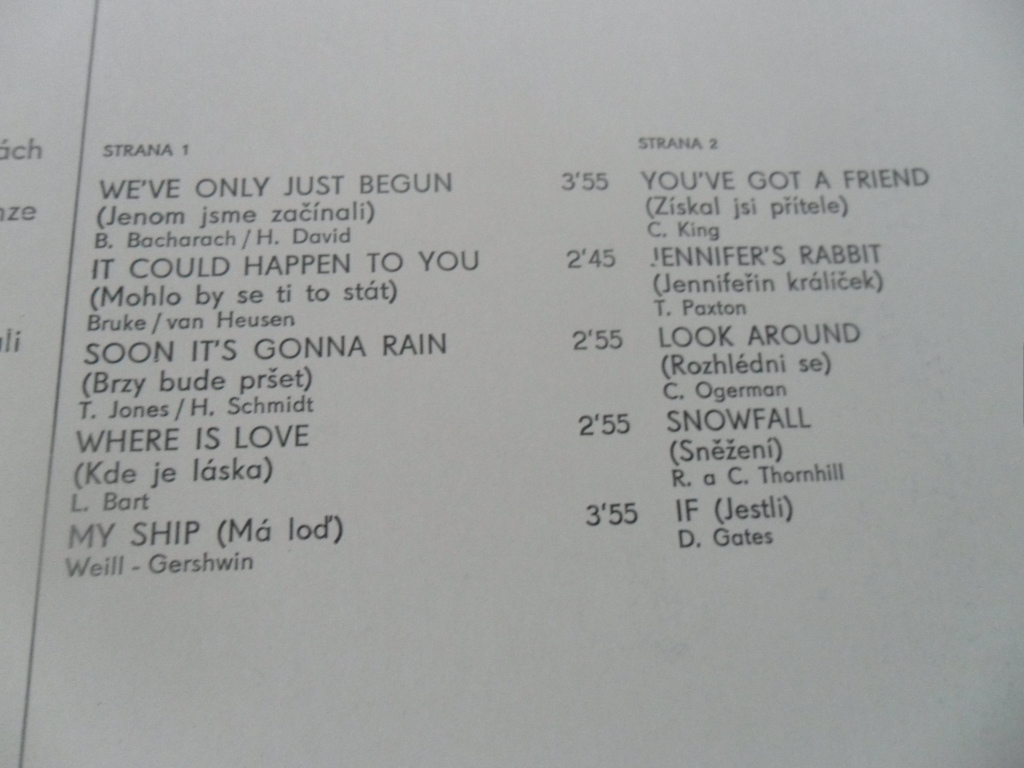 ách
nze
STRANA 1
WE'VE ONLY JUST BEGUN 3'55
(Jenom jsme začínali)
B. Bacharach / H. David
IT COULD HAPPEN TO YOU 2'45
(Mohlo by se ti to stát)
Bruke / van Heusen
SOON IT'S GONNA RAIN 2'55
(Brzy bude pršet)
T. Jones / H. Schmidt
WHERE IS LOVE 2'55
(Kde je láska)
L. Bart
MY SHIP (Má loď) 3'55
Weill - Gershwin
STRANA 2
YOU'VE GOT A FRIEND
(Získal jsi přítele)
C. King
JENNIFER'S RABBIT
(Jennifeřin králíček)
T. Paxton
LOOK AROUND
(Rozhlédni se)
C. Ogerman
SNOWFALL
(Sněžení)
R. a C. Thornhill
IF (Jestli)
D. Gates